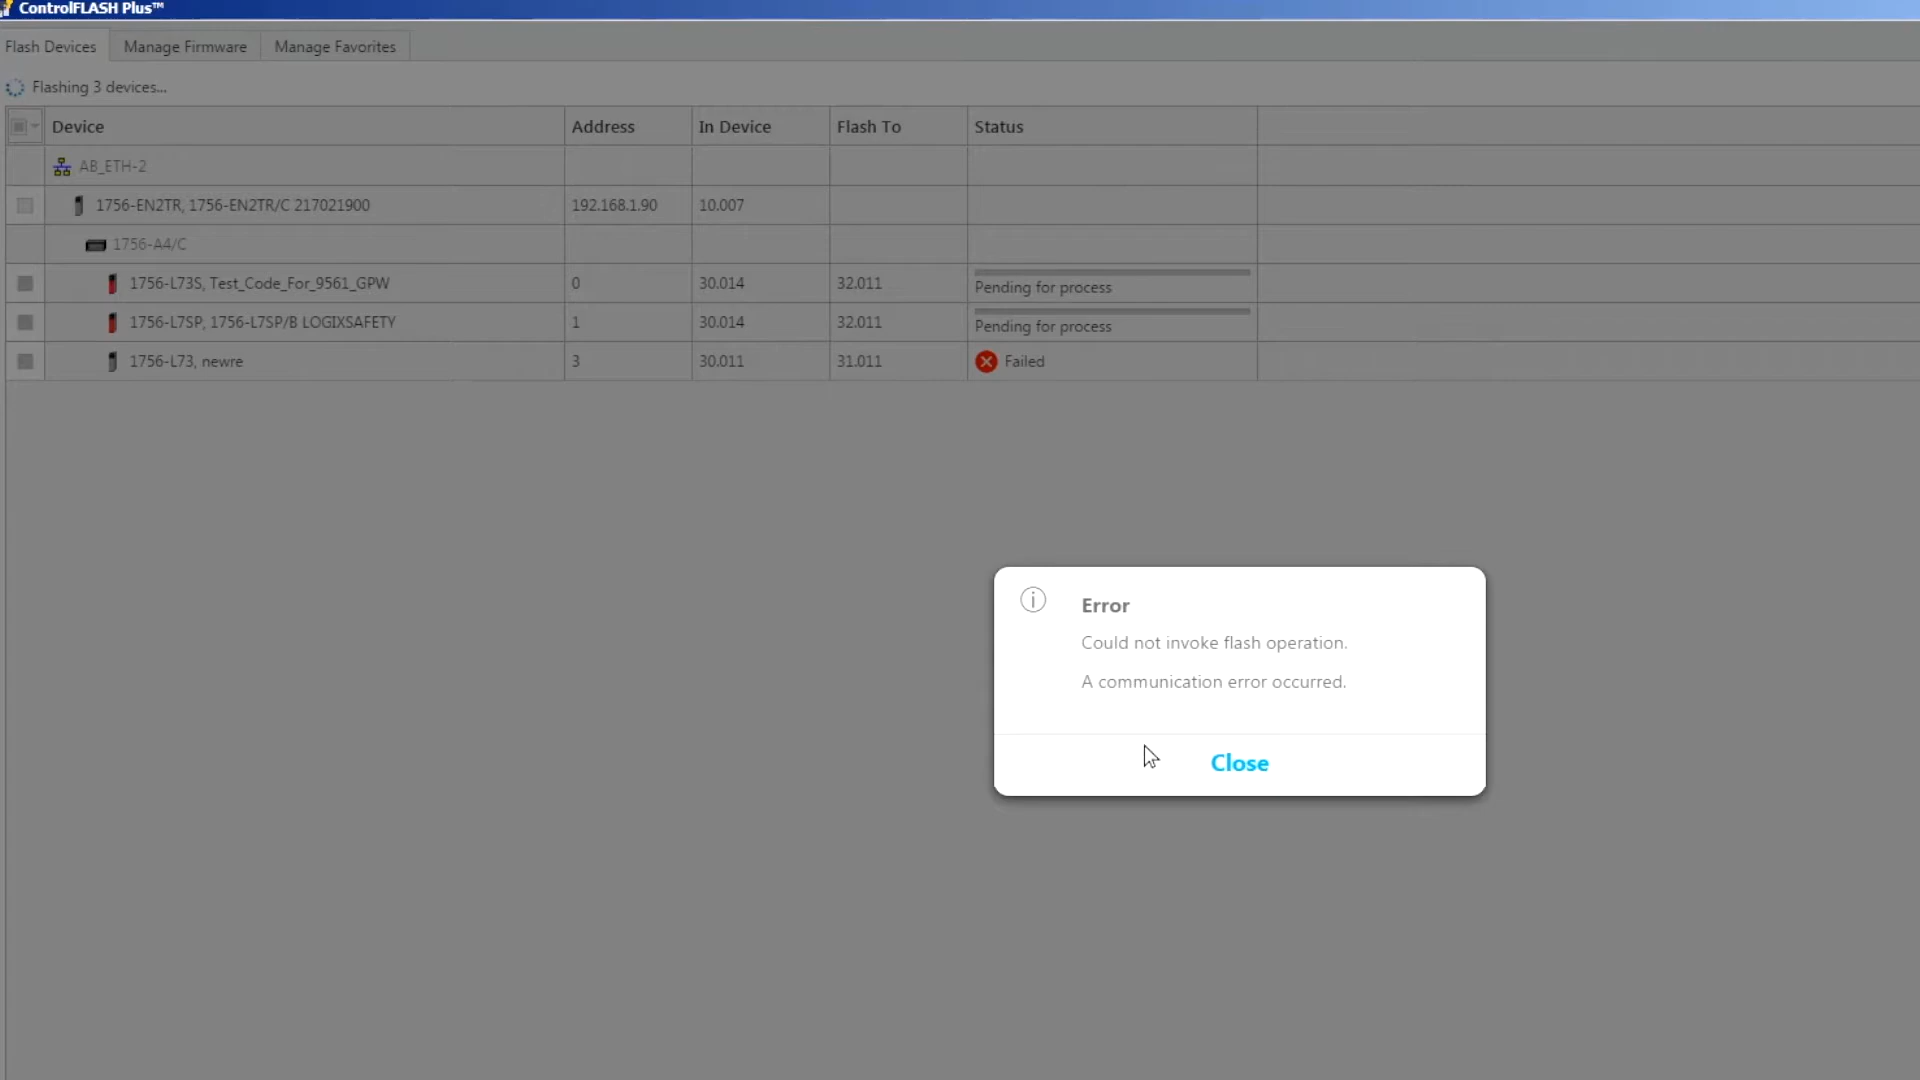 ControlFLASH Plus™
Flash Devices Manage Firmware Manage Favorites
Flashing 3 devices...
Device Address In Device Flash To Status
AB_ETH-2
1756-EN2TR, 1756-EN2TR/C 217021900 192.168.1.90 10.007
1756-A4/C
1756-L73S, Test_Code_For_9561_GPW 0 30.014 32.011 Pending for process
1756-L7SP, 1756-L7SP/B LOGIXSAFETY 1 30.014 32.011 Pending for process
1756-L73, newre 3 30.011 31.011 Failed
Error
Could not invoke flash operation.
A communication error occurred.
Close